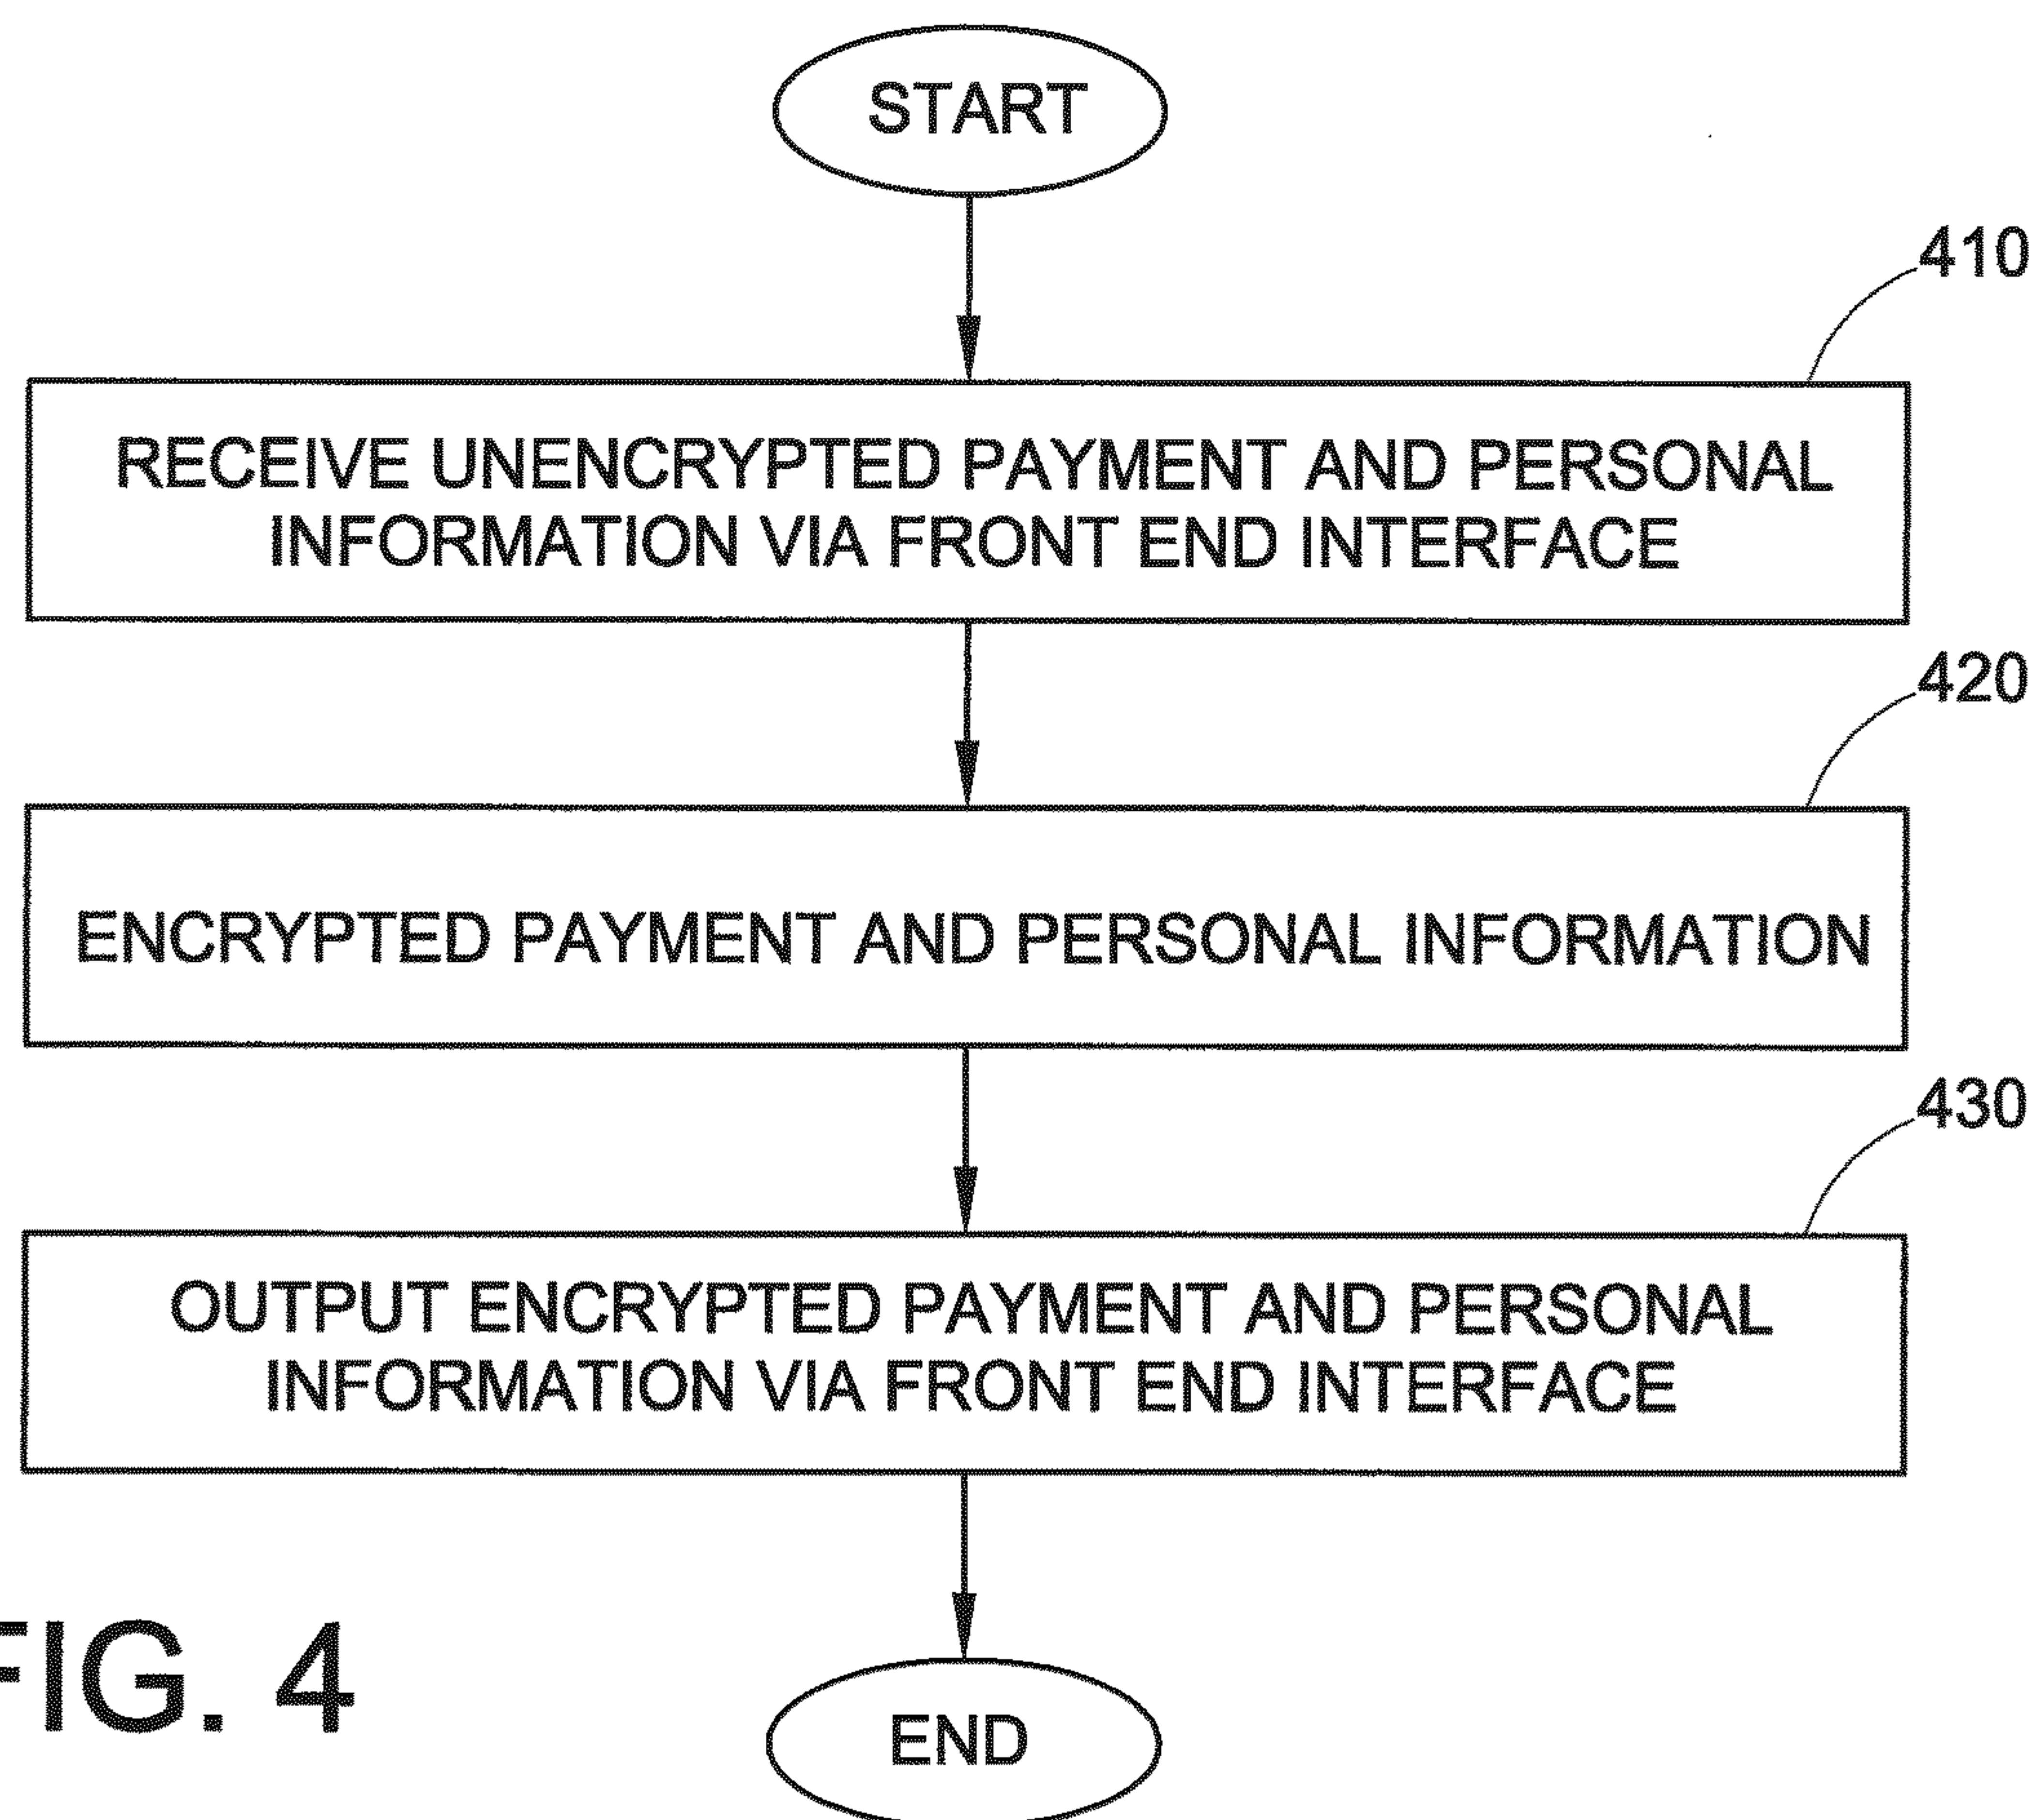 START
410
RECEIVE UNENCRYPTED PAYMENT AND PERSONAL
INFORMATION VIA FRONT END INTERFACE
420
ENCRYPTED PAYMENT AND PERSONAL INFORMATION
430
OUTPUT ENCRYPTED PAYMENT AND PERSONAL
INFORMATION VIA FRONT END INTERFACE
FIG. 4
END